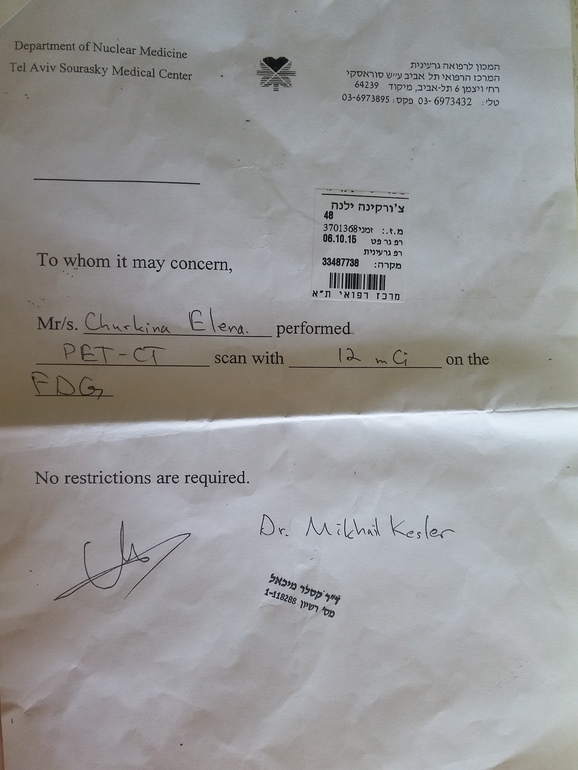 Department of Nuclear Medicine
Tel Aviv Sourasky Medical Center
המכון לרפואה גרעינית
המרכז הרפואי תל אביב ע״ש סוראסקי
רח׳ ויצמן 6 תל-אביב, מיקוד 64239
טל׳: 03-6973432 פקס: 03-6973895
צ'ורקינה ילנה
48
מ.ז.: זמני3701368
06.10.15 רפ גר פט
רפ גרעינית
מקרה: 33487738
מרכז רפואי ת"א
To whom it may concern,
Mr/s. Churkina Elena. performed
PET-CT scan with 12 mCi on the
FDG
No restrictions are required.
Dr. Mikhail Kesler
ד״ר קסלר מיכאל
מס׳ רשיון 1-118288